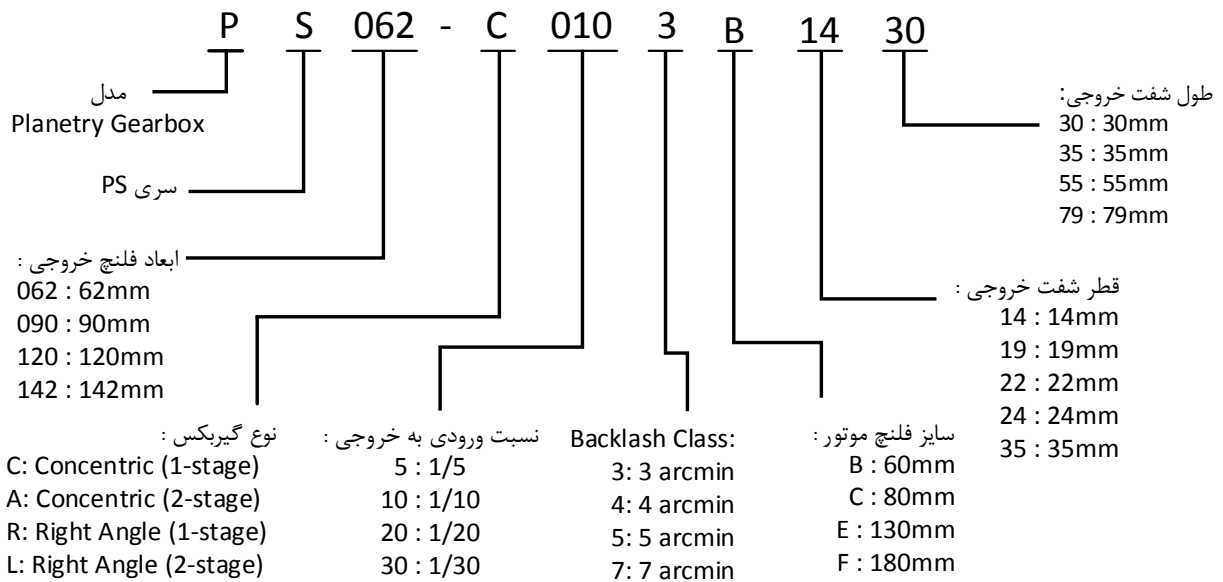 P S 062 - C 010 3 B 14 30
مدل
Planetry Gearbox
سری PS
ابعاد فلنچ خروجی :
062 : 62mm
090 : 90mm
120 : 120mm
142 : 142mm
نوع گیربکس :
C: Concentric (1-stage)
A: Concentric (2-stage)
R: Right Angle (1-stage)
L: Right Angle (2-stage)
نسبت ورودی به خروجی :
5 : 1/5
10 : 1/10
20 : 1/20
30 : 1/30
Backlash Class:
3: 3 arcmin
4: 4 arcmin
5: 5 arcmin
7: 7 arcmin
سایز فلنچ موتور :
B : 60mm
C : 80mm
E : 130mm
F : 180mm
قطر شفت خروجی :
14 : 14mm
19 : 19mm
22 : 22mm
24 : 24mm
35 : 35mm
طول شفت خروجی:
30 : 30mm
35 : 35mm
55 : 55mm
79 : 79mm